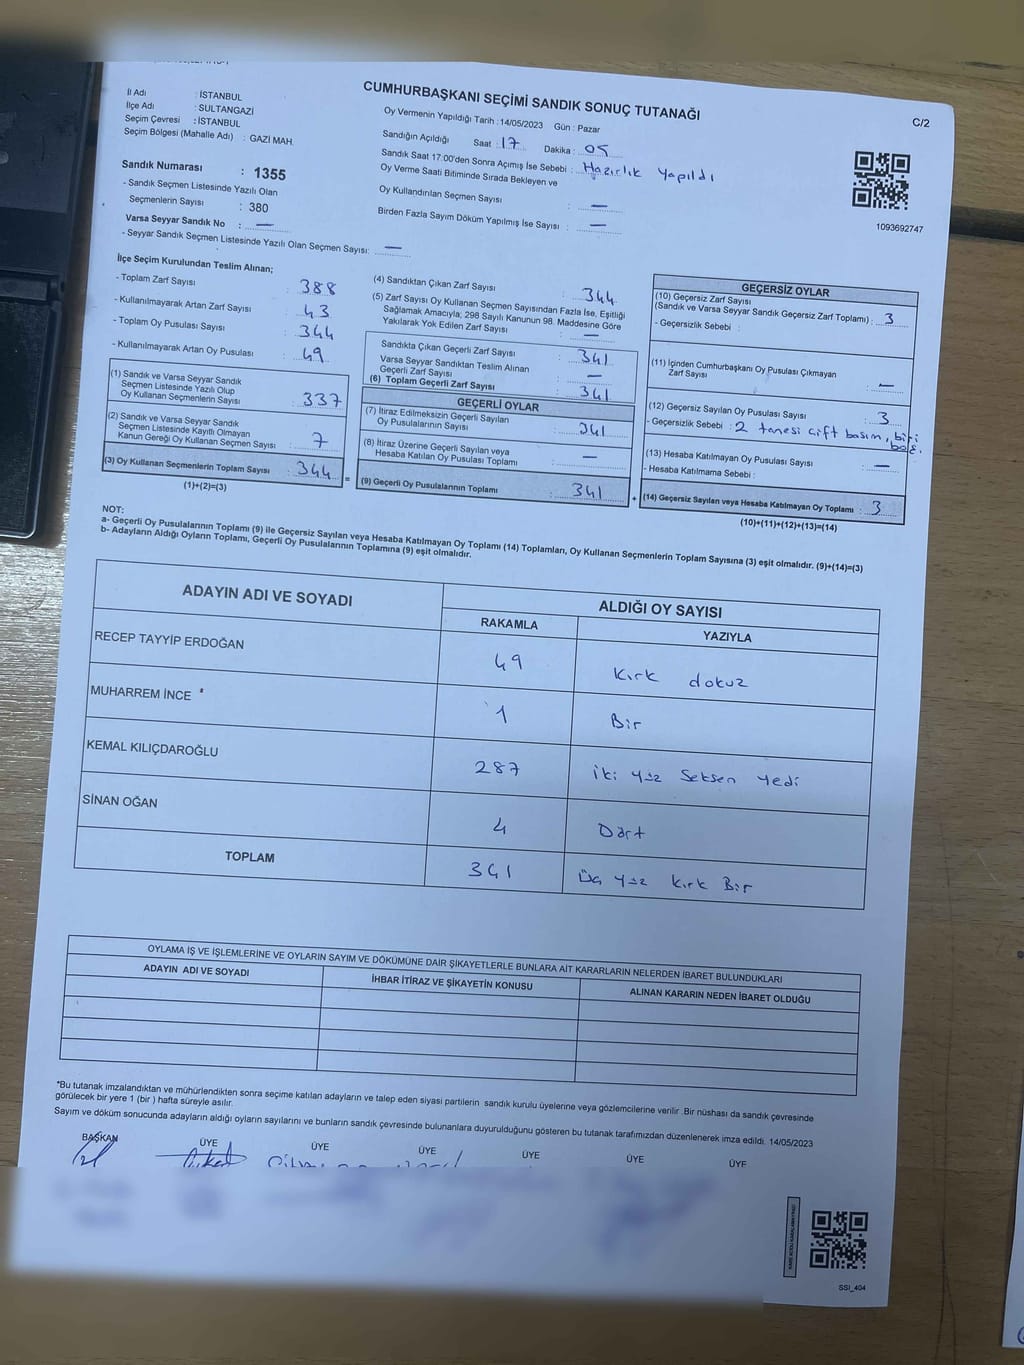 CUMHURBAŞKANI SEÇİMİ SANDIK SONUÇ TUTANAĞI
C/2
İl Adı : İSTANBUL
İlçe Adı : SULTANGAZİ
Seçim Çevresi : İSTANBUL
Seçim Bölgesi (Mahalle Adı) : GAZİ MAH.
Sandık Numarası : 1355
- Sandık Seçmen Listesinde Yazılı Olan
Seçmenlerin Sayısı : 380
Varsa Seyyar Sandık No : —
- Seyyar Sandık Seçmen Listesinde Yazılı Olan Seçmen Sayısı: —
Oy Vermenin Yapıldığı Tarih : 14/05/2023 Gün : Pazar
Sandığın Açıldığı Saat : 17 Dakika : 05
Sandık Saat 17:00'den Sonra Açımış İse Sebebi : Hazırlık yapıldı
Oy Verme Saati Bitiminde Sırada Bekleyen ve
Oy Kullandırılan Seçmen Sayısı : —
Birden Fazla Sayım Döküm Yapılmış İse Sayısı : —
1093692747
İlçe Seçim Kurulundan Teslim Alınan;
- Toplam Zarf Sayısı : 388
- Kullanılmayarak Artan Zarf Sayısı : 43
- Toplam Oy Pusulası Sayısı : 344
- Kullanılmayarak Artan Oy Pusulası : 49
(1) Sandık ve Varsa Seyyar Sandık
Seçmen Listesinde Yazılı Olup
Oy Kullanan Seçmenlerin Sayısı : 337
(2) Sandık ve Varsa Seyyar Sandık
Seçmen Listesinde Kayıtlı Olmayan
Kanun Gereği Oy Kullanan Seçmen Sayısı : 7
(3) Oy Kullanan Seçmenlerin Toplam Sayısı : 344
(1)+(2)=(3)
=
(4) Sandıktan Çıkan Zarf Sayısı : 344
(5) Zarf Sayısı Oy Kullanan Seçmen Sayısından Fazla İse, Eşitliği
Sağlamak Amacıyla; 298 Sayılı Kanunun 98. Maddesine Göre
Yakılarak Yok Edilen Zarf Sayısı : —
Sandıkta Çıkan Geçerli Zarf Sayısı : 341
Varsa Seyyar Sandıktan Teslim Alınan
Geçerli Zarf Sayısı : —
(6) Toplam Geçerli Zarf Sayısı : 341
GEÇERLİ OYLAR
(7) İtiraz Edilmeksizin Geçerli Sayılan
Oy Pusulalarının Sayısı : 341
(8) İtiraz Üzerine Geçerli Sayılan veya
Hesaba Katılan Oy Pusulası Toplamı : —
(9) Geçerli Oy Pusulalarının Toplamı : 341
+
GEÇERSİZ OYLAR
(10) Geçersiz Zarf Sayısı
(Sandık ve Varsa Seyyar Sandık Geçersiz Zarf Toplamı) : 3
- Geçersizlik Sebebi :
(11) İçinden Cumhurbaşkanı Oy Pusulası Çıkmayan
Zarf Sayısı : —
(12) Geçersiz Sayılan Oy Pusulası Sayısı : 3
- Geçersizlik Sebebi : 2 tanesi çift basım, biri
boş.
(13) Hesaba Katılmayan Oy Pusulası Sayısı : —
- Hesaba Katılmama Sebebi :
(14) Geçersiz Sayılan veya Hesaba Katılmayan Oy Toplamı : 3
(10)+(11)+(12)+(13)=(14)
NOT:
a- Geçerli Oy Pusulalarının Toplamı (9) ile Geçersiz Sayılan veya Hesaba Katılmayan Oy Toplamı (14) Toplamları, Oy Kullanan Seçmenlerin Toplam Sayısına (3) eşit olmalıdır. (9)+(14)=(3)
b- Adayların Aldığı Oyların Toplamı, Geçerli Oy Pusulalarının Toplamına (9) eşit olmalıdır.
ADAYIN ADI VE SOYADI
ALDIĞI OY SAYISI
RAKAMLA YAZIYLA
RECEP TAYYİP ERDOĞAN 49 Kırk dokuz
MUHARREM İNCE * 1 Bir
KEMAL KILIÇDAROĞLU 287 iki yüz seksen yedi
SİNAN OĞAN 4 Dört
TOPLAM 341 Üç yüz kırk Bir
OYLAMA İŞ VE İŞLEMLERİNE VE OYLARIN SAYIM VE DÖKÜMÜNE DAİR ŞİKAYETLERLE BUNLARA AİT KARARLARIN NELERDEN İBARET BULUNDUKLARI
ADAYIN ADI VE SOYADI İHBAR İTİRAZ VE ŞİKAYETİN KONUSU ALINAN KARARIN NEDEN İBARET OLDUĞU
*Bu tutanak imzalandıktan ve mühürlendikten sonra seçime katılan adayların ve talep eden siyasi partilerin sandık kurulu üyelerine veya gözlemcilerine verilir .Bir nüshası da sandık çevresinde
görülecek bir yere 1 (bir ) hafta süreyle asılır.
Sayım ve döküm sonucunda adayların aldığı oyların sayılarını ve bunların sandık çevresinde bulunanlara duyurulduğunu gösteren bu tutanak tarafımızdan düzenlenerek imza edildi. 14/05/2023
BAŞKAN ÜYE ÜYE ÜYE ÜYE ÜYE ÜYE
SSI_404